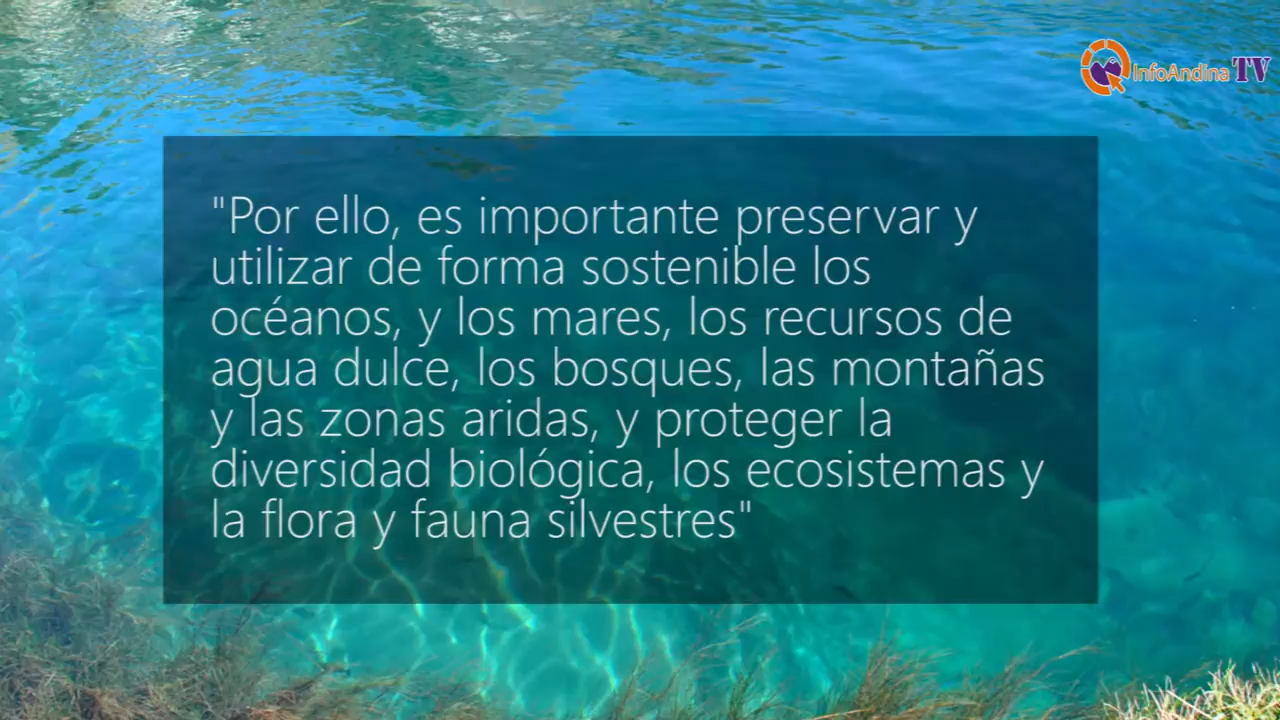 InfoAndina TV
"Por ello, es importante preservar y
utilizar de forma sostenible los
océanos, y los mares, los recursos de
agua dulce, los bosques, las montañas
y las zonas aridas, y proteger la
diversidad biológica, los ecosistemas y
la flora y fauna silvestres"